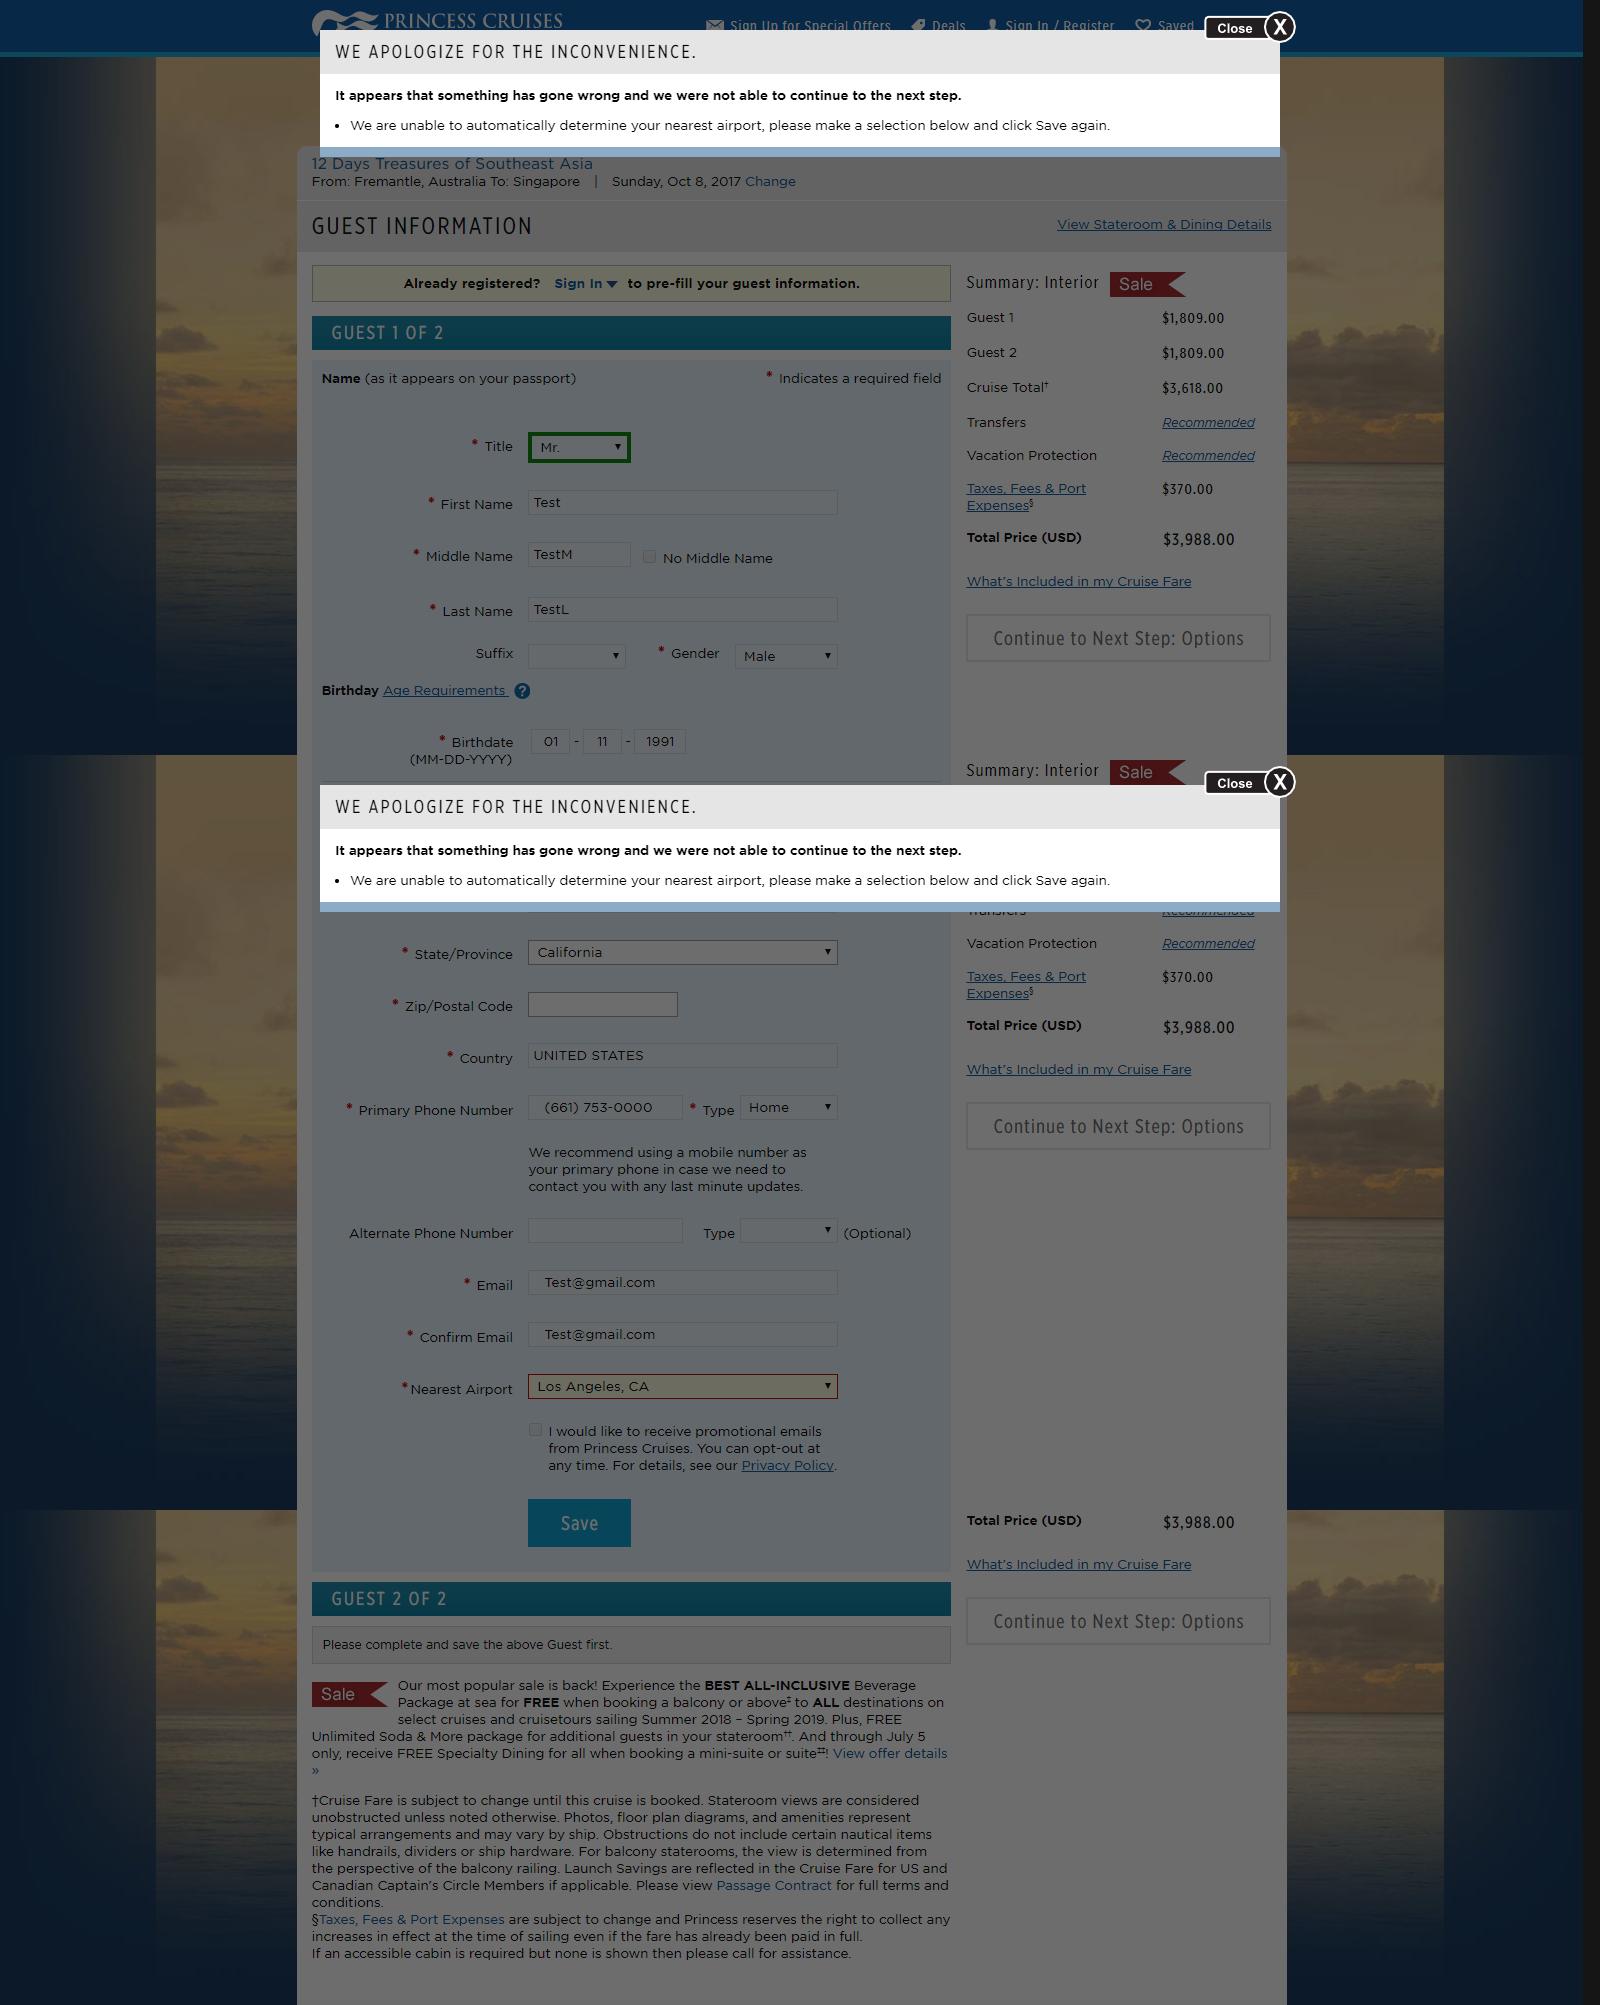 PRINCESS CRUISES
Sign Up for Special Offers Deals Sign In / Register Saved
Close X
WE APOLOGIZE FOR THE INCONVENIENCE.
It appears that something has gone wrong and we were not able to continue to the next step.
• We are unable to automatically determine your nearest airport, please make a selection below and click Save again.
12 Days Treasures of Southeast Asia
From: Fremantle, Australia To: Singapore | Sunday, Oct 8, 2017 Change
GUEST INFORMATION
View Stateroom & Dining Details
Already registered? Sign In to pre-fill your guest information.
GUEST 1 OF 2
Name (as it appears on your passport) * Indicates a required field
* Title Mr.
* First Name Test
* Middle Name TestM No Middle Name
* Last Name TestL
Suffix * Gender Male
Birthday Age Requirements ?
* Birthdate 01 - 11 - 1991
(MM-DD-YYYY)
Summary: Interior Sale
Guest 1 $1,809.00
Guest 2 $1,809.00
Cruise Total† $3,618.00
Transfers Recommended
Vacation Protection Recommended
Taxes, Fees & Port $370.00
Expenses§
Total Price (USD) $3,988.00
What's Included in my Cruise Fare
Continue to Next Step: Options
Summary: Interior Sale
Close X
WE APOLOGIZE FOR THE INCONVENIENCE.
It appears that something has gone wrong and we were not able to continue to the next step.
• We are unable to automatically determine your nearest airport, please make a selection below and click Save again.
* State/Province California
* Zip/Postal Code
* Country UNITED STATES
* Primary Phone Number (661) 753-0000 * Type Home
We recommend using a mobile number as
your primary phone in case we need to
contact you with any last minute updates.
Alternate Phone Number Type (Optional)
* Email Test@gmail.com
* Confirm Email Test@gmail.com
* Nearest Airport Los Angeles, CA
I would like to receive promotional emails
from Princess Cruises. You can opt-out at
any time. For details, see our Privacy Policy.
Save
Transfers Recommended
Vacation Protection Recommended
Taxes, Fees & Port $370.00
Expenses§
Total Price (USD) $3,988.00
What's Included in my Cruise Fare
Continue to Next Step: Options
Total Price (USD) $3,988.00
What's Included in my Cruise Fare
Continue to Next Step: Options
GUEST 2 OF 2
Please complete and save the above Guest first.
Sale
Our most popular sale is back! Experience the BEST ALL-INCLUSIVE Beverage
Package at sea for FREE when booking a balcony or above‡ to ALL destinations on
select cruises and cruisetours sailing Summer 2018 – Spring 2019. Plus, FREE
Unlimited Soda & More package for additional guests in your stateroom††. And through July 5
only, receive FREE Specialty Dining for all when booking a mini-suite or suite‡‡! View offer details
»
†Cruise Fare is subject to change until this cruise is booked. Stateroom views are considered
unobstructed unless noted otherwise. Photos, floor plan diagrams, and amenities represent
typical arrangements and may vary by ship. Obstructions do not include certain nautical items
like handrails, dividers or ship hardware. For balcony staterooms, the view is determined from
the perspective of the balcony railing. Launch Savings are reflected in the Cruise Fare for US and
Canadian Captain's Circle Members if applicable. Please view Passage Contract for full terms and
conditions.
§Taxes, Fees & Port Expenses are subject to change and Princess reserves the right to collect any
increases in effect at the time of sailing even if the fare has already been paid in full.
If an accessible cabin is required but none is shown then please call for assistance.